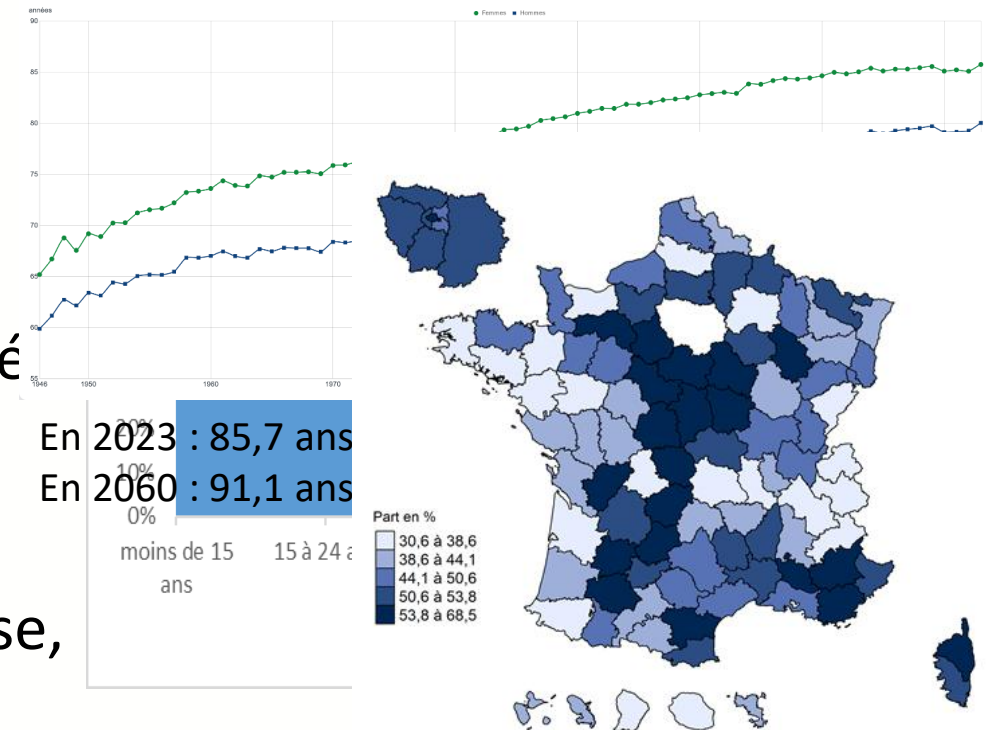 années
Femmes Hommes
90
85
80
75
70
65
60
55
1946 1950 1960 1970
é
En 2023 : 85,7 ans
En 2060 : 91,1 ans
20%
10%
0%
moins de 15 ans
15 à 24 a
se,
Part en %
30,6 à 38,6
38,6 à 44,1
44,1 à 50,6
50,6 à 53,8
53,8 à 68,5